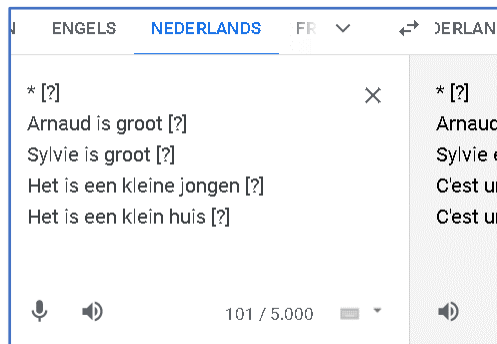 ENGELS NEDERLANDS FR DERLAN
* [?] * [?]
Arnaud is groot [?] Arnaud
Sylvie is groot [?] Sylvie e
Het is een kleine jongen [?] C'est u
Het is een klein huis [?] C'est u
101 / 5.000